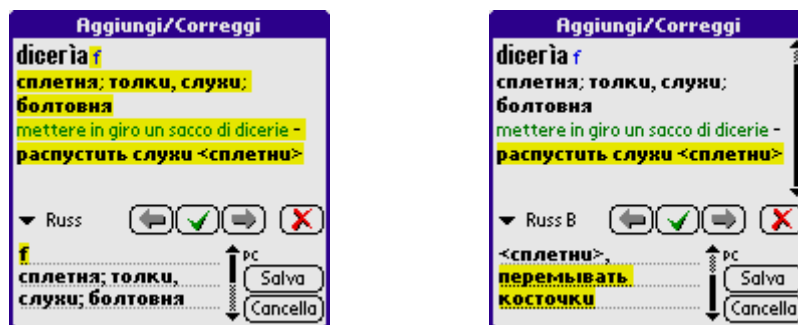 Aggiungi/Correggi
dicerìa f
сплетня; толки, слухи;
болтовня
mettere in giro un sacco di dicerie -
распустить слухи <сплетни>
Russ
f
сплетня; толки,
слухи; болтовня
PC
Salva
Cancella
Aggiungi/Correggi
dicerìa f
сплетня; толки, слухи;
болтовня
mettere in giro un sacco di dicerie -
распустить слухи <сплетни>
Russ B
<сплетни>,
перемывать
косточки
PC
Salva
Cancella